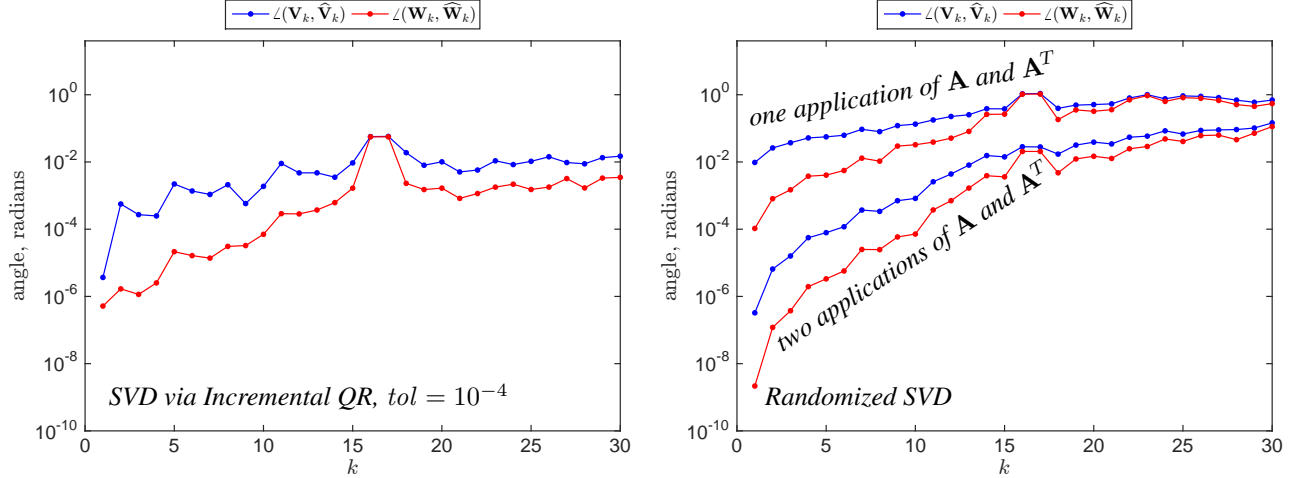 ∠(V_k, V̂_k) ∠(W_k, Ŵ_k)
10^0
10^{-2}
10^{-4}
10^{-6}
10^{-8}
10^{-10}
angle, radians
SVD via Incremental QR, tol = 10^{-4}
0 5 10 15 20 25 30
k
∠(V_k, V̂_k) ∠(W_k, Ŵ_k)
one application of A and A^T
two applications of A and A^T
10^0
10^{-2}
10^{-4}
10^{-6}
10^{-8}
10^{-10}
angle, radians
Randomized SVD
0 5 10 15 20 25 30
k